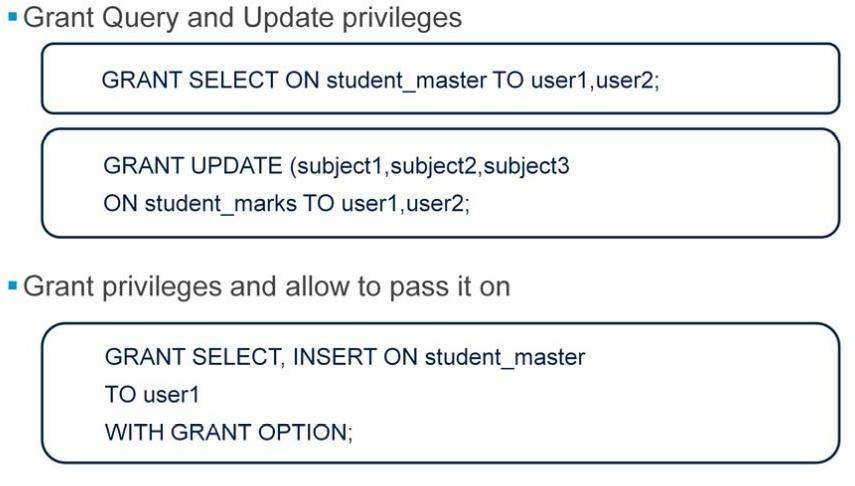 Grant Query and Update privileges
GRANT SELECT ON student_master TO user1,user2;
GRANT UPDATE (subject1,subject2,subject3
ON student_marks TO user1,user2;
Grant privileges and allow to pass it on
GRANT SELECT, INSERT ON student_master
TO user1
WITH GRANT OPTION;